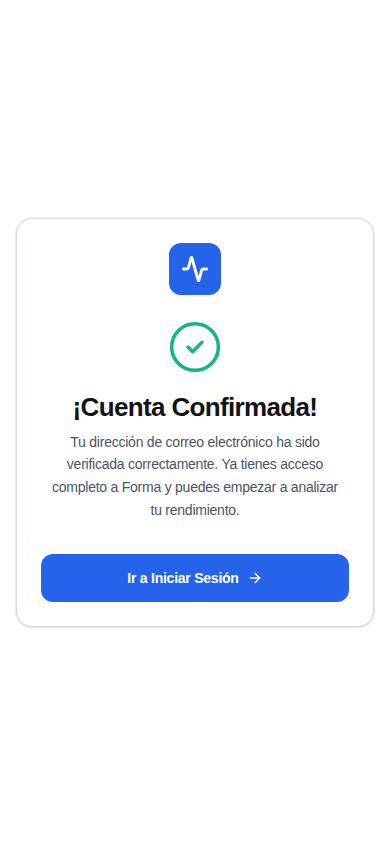 ¡Cuenta Confirmada!
Tu dirección de correo electrónico ha sido
verificada correctamente. Ya tienes acceso
completo a Forma y puedes empezar a analizar
tu rendimiento.
Ir a Iniciar Sesión